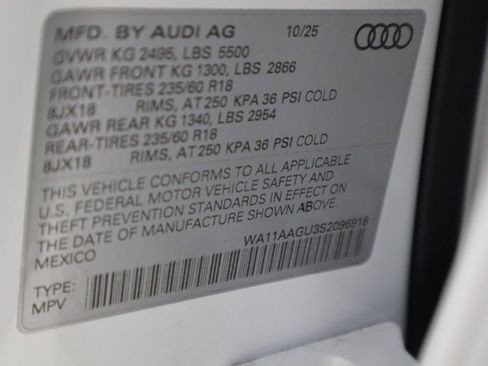 MFD. BY AUDI AG 10/25
GVWR KG 2495, LBS 5500
GAWR FRONT KG 1300, LBS 2866
FRONT-TIRES 235/60 R18
8JX18 RIMS, AT 250 KPA 36 PSI COLD
GAWR REAR KG 1340, LBS 2954
REAR-TIRES 235/60 R18
8JX18 RIMS, AT 250 KPA 36 PSI COLD
THIS VEHICLE CONFORMS TO ALL APPLICABLE
U.S. FEDERAL MOTOR VEHICLE SAFETY AND
THEFT PREVENTION STANDARDS IN EFFECT ON
THE DATE OF MANUFACTURE SHOWN ABOVE.
MEXICO WA11AAGU3S2096918
TYPE:
MPV